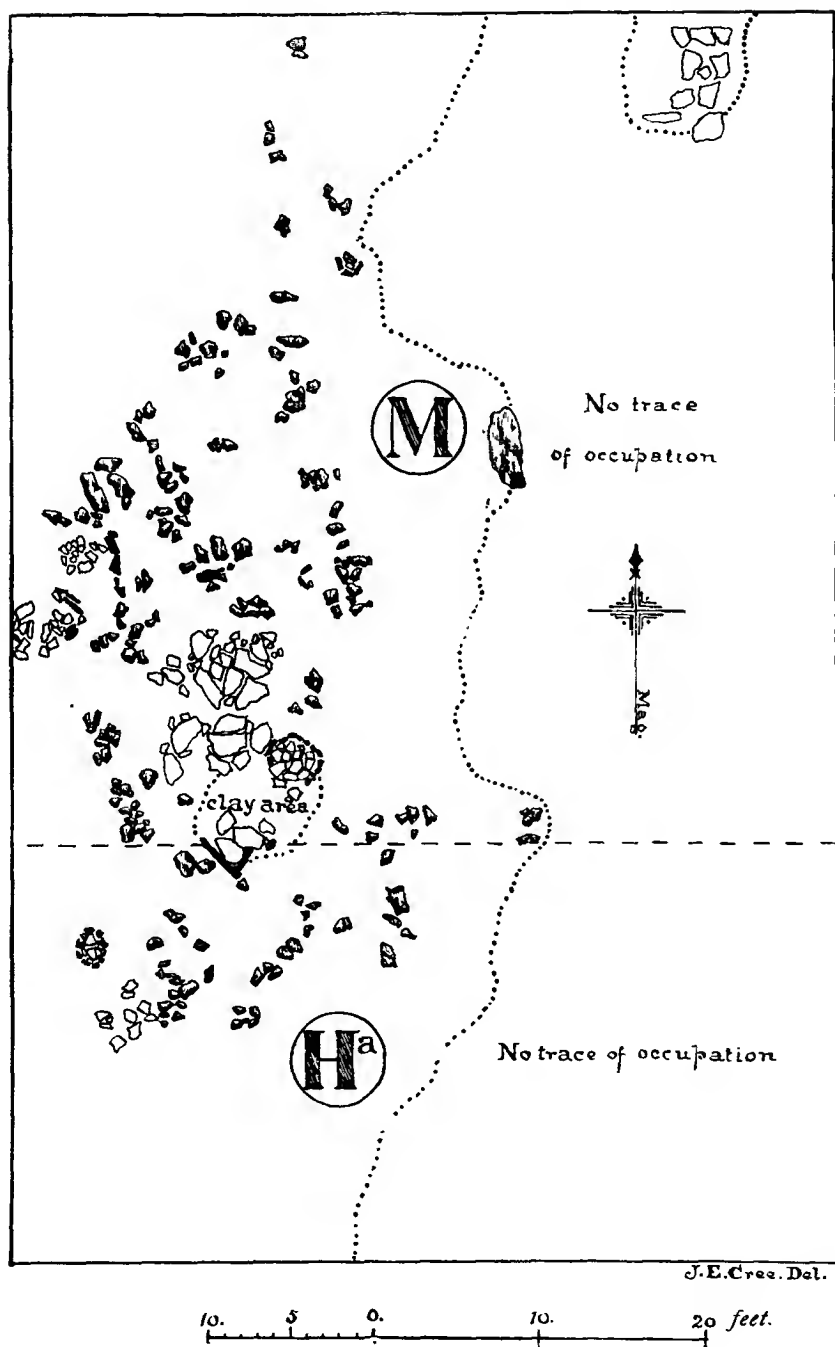 M
No trace
of occupation
Mag.
clay area
Hª
No trace of occupation
J.E.Cree.Del.
10. 5 0. 10. 20 feet.